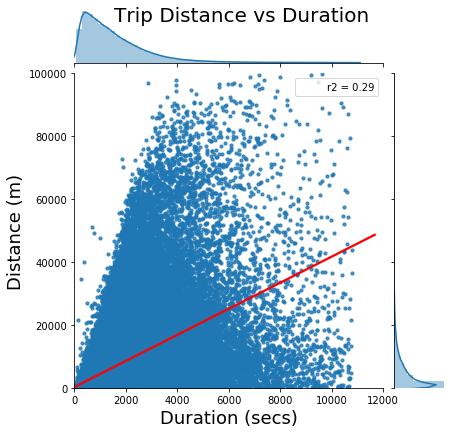 Trip Distance vs Duration
r2 = 0.29
100000
80000
60000
40000
20000
0
Distance (m)
0 2000 4000 6000 8000 10000 12000
Duration (secs)